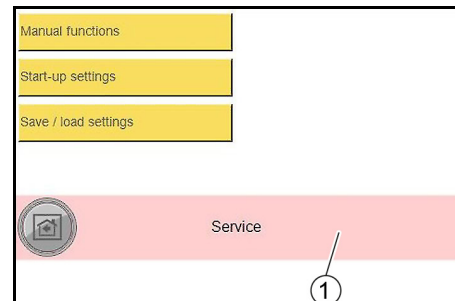 Manual functions
Start-up settings
Save / load settings
Service
1